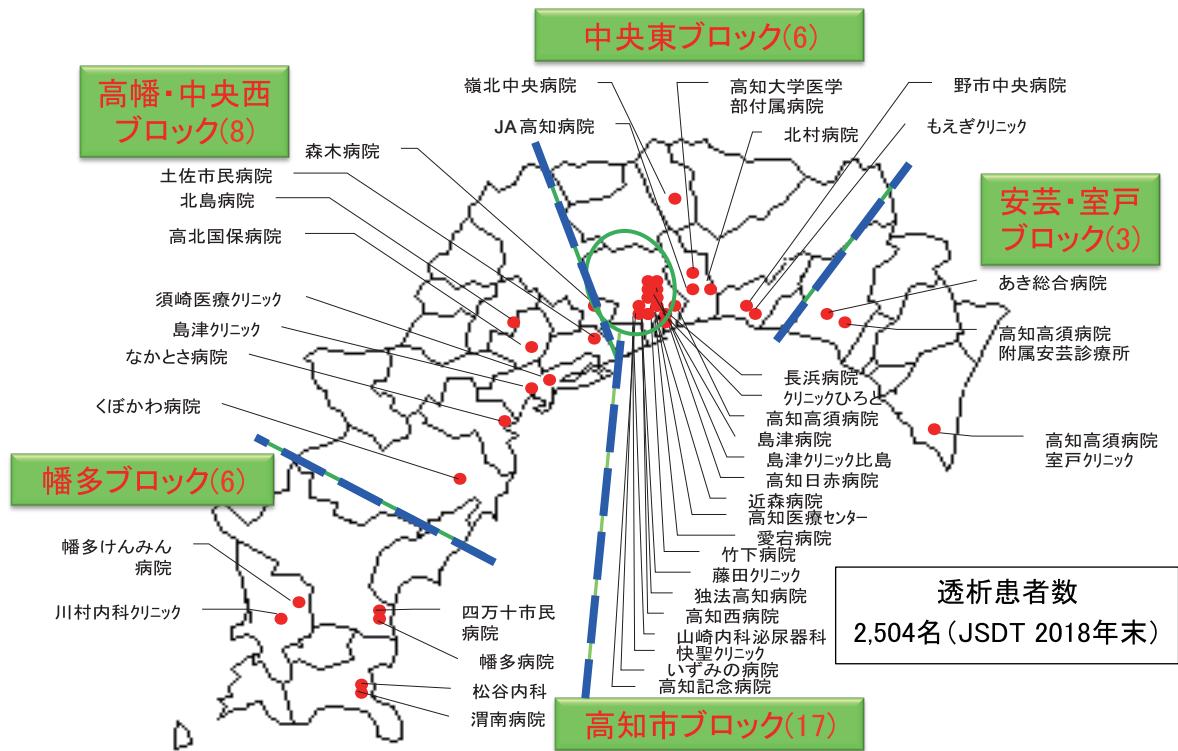 中央東ブロック(6)
高幡・中央西
ブロック(8)
嶺北中央病院
高知大学医学
部付属病院
野市中央病院
JA高知病院
北村病院
もえぎクリニック
森木病院
土佐市民病院
北島病院
高北国保病院
須崎医療クリニック
島津クリニック
なかとさ病院
くぼかわ病院
安芸・室戸
ブロック(3)
あき総合病院
高知高須病院
附属安芸診療所
高知高須病院
室戸クリニック
長浜病院
クリニックひろと
高知高須病院
島津病院
島津クリニック比島
高知日赤病院
近森病院
高知医療センター
愛宕病院
竹下病院
藤田クリニック
独法高知病院
高知西病院
山崎内科泌尿器科
快聖クリニック
いずみの病院
高知記念病院
幡多ブロック(6)
幡多けんみん
病院
川村内科クリニック
四万十市民
病院
幡多病院
松谷内科
渭南病院
高知市ブロック(17)
透析患者数
2,504名(JSDT 2018年末)